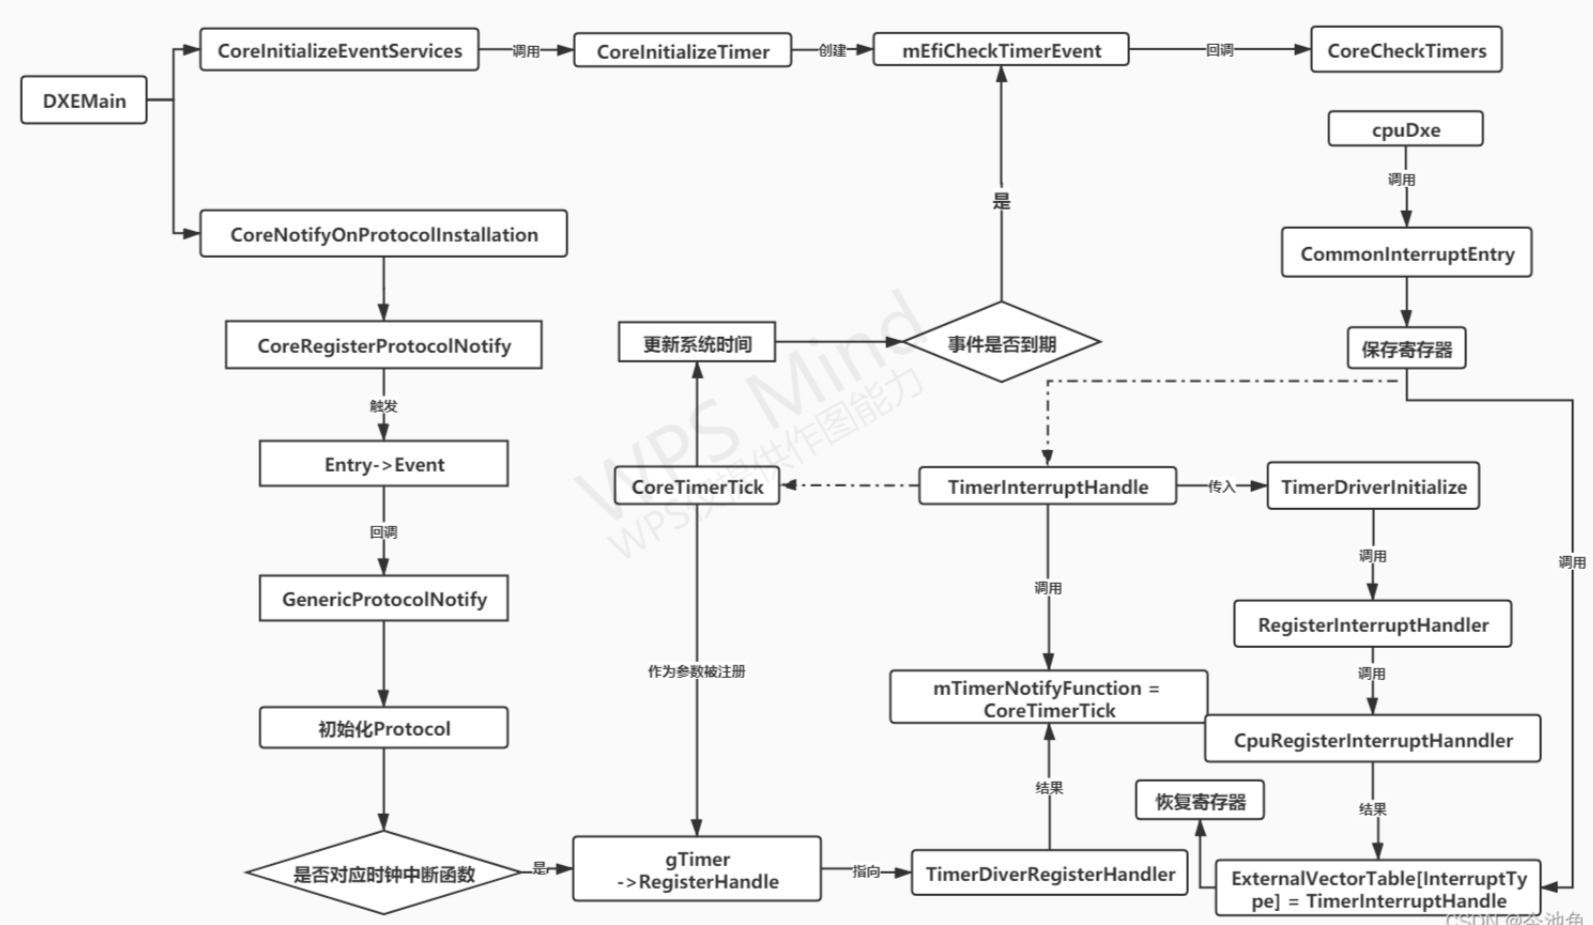 CoreInitializeEventServices
调用
CoreInitializeTimer
创建
mEfiCheckTimerEvent
回调
CoreCheckTimers
DXEMain
cpuDxe
调用
是
CoreNotifyOnProtocolInstallation
CommonInterruptEntry
CoreRegisterProtocolNotify
更新系统时间
事件是否到期
保存寄存器
触发
WPS Mind
WPS仅提供作图能力
Entry->Event
CoreTimerTick
TimerInterruptHandle
传入
TimerDriverInitialize
回调
调用
调用
调用
GenericProtocolNotify
RegisterInterruptHandler
作为参数被注册
调用
mTimerNotifyFunction =
CoreTimerTick
初始化Protocol
CpuRegisterInterruptHanndler
结果
恢复寄存器
结果
是否对应时钟中断函数
是
gTimer
->RegisterHandle
指向
TimerDiverRegisterHandler
ExternalVectorTable[InterruptTy
pe] = TimerInterruptHandle